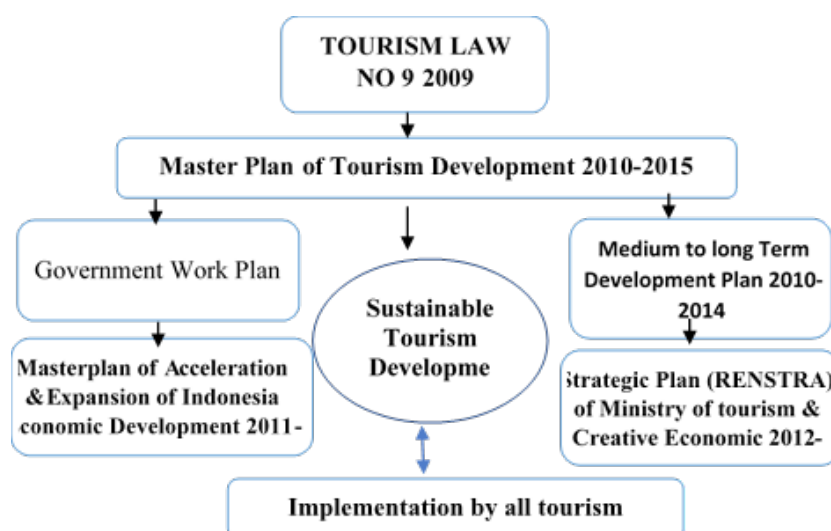 TOURISM LAW
NO 9 2009
Master Plan of Tourism Development 2010-2015
Government Work Plan
Medium to long Term
Development Plan 2010-
2014
Sustainable
Tourism
Developme
Masterplan of Acceleration
&Expansion of Indonesia
conomic Development 2011-
Strategic Plan (RENSTRA)
of Ministry of tourism &
Creative Economic 2012-
Implementation by all tourism